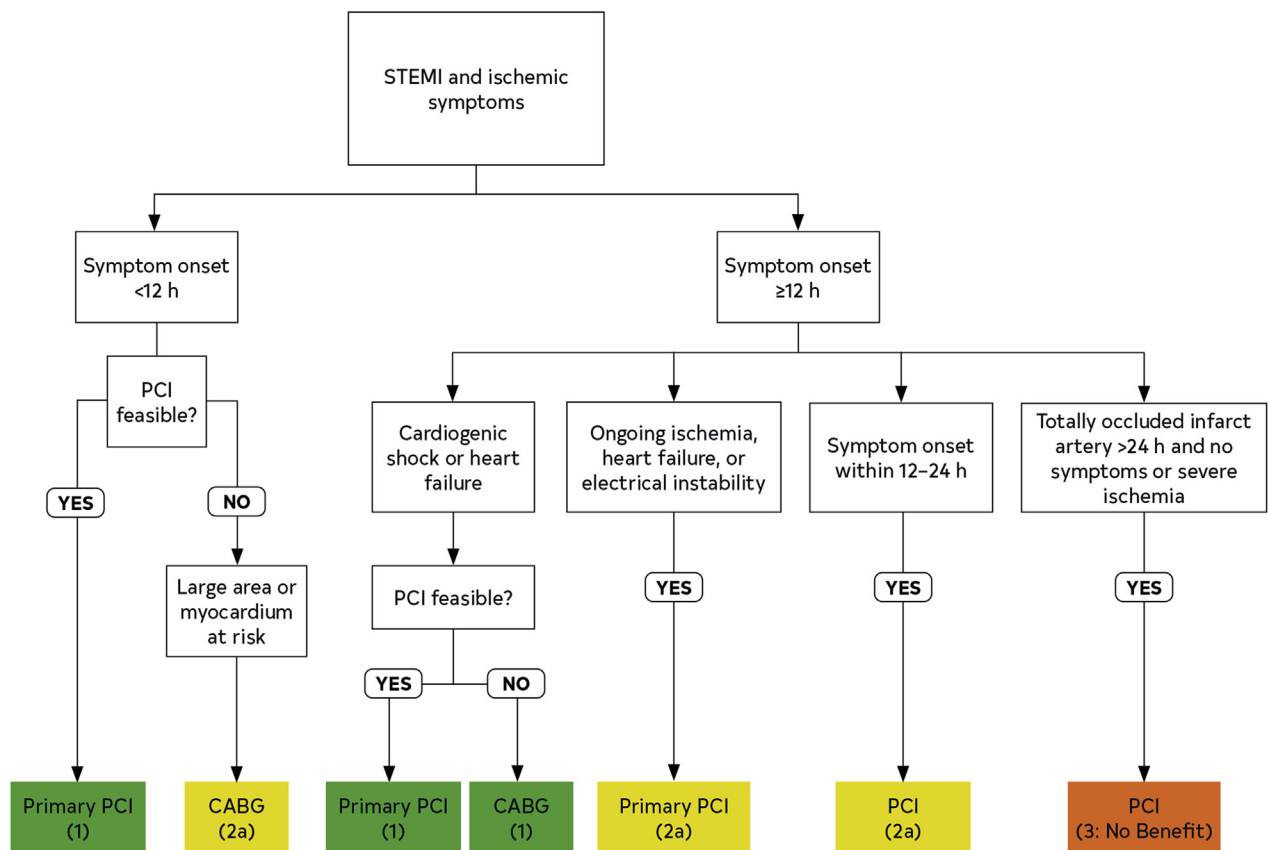 STEMI and ischemic
symptoms
Symptom onset
<12 h
Symptom onset
≥12 h
PCI
feasible?
Cardiogenic
shock or heart
failure
Ongoing ischemia,
heart failure, or
electrical instability
Symptom onset
within 12–24 h
Totally occluded infarct
artery >24 h and no
symptoms or severe
ischemia
YES
NO
Large area or
myocardium
at risk
PCI feasible?
YES
YES
YES
YES
NO
Primary PCI
(1)
CABG
(2a)
Primary PCI
(1)
CABG
(1)
Primary PCI
(2a)
PCI
(2a)
PCI
(3: No Benefit)